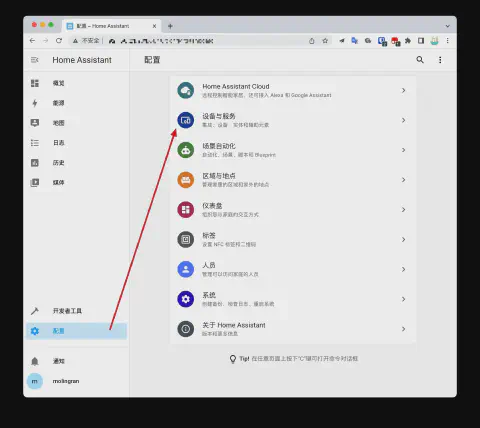 配置 – Home Assistant
不安全
Home Assistant
配置
概览
能源
地图
日志
历史
媒体
开发者工具
配置
通知
m
molingran
Home Assistant Cloud
远程控制智能家居，还可接入 Alexa 和 Google Assistant
设备与服务
集成、设备、实体和辅助元素
场景自动化
自动化、场景、脚本和 Blueprint
区域与地点
管理家里的区域和家外的地点
仪表盘
组织您与家庭的交互方式
标签
设置 NFC 标签和二维码
人员
管理可以访问家庭的人员
系统
创建备份、检查日志、重启系统
关于 Home Assistant
版本和更多信息
Tip! 在任意页面上按下“C”键可打开命令对话框